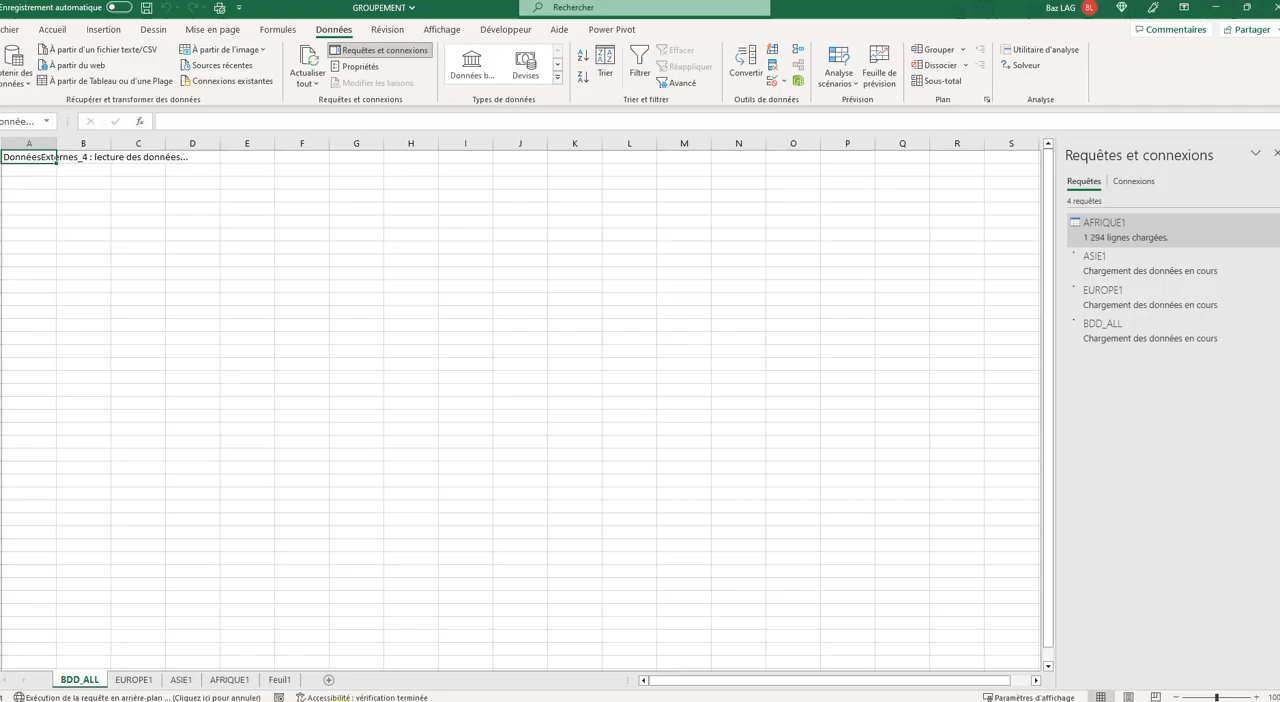 Enregistrement automatique GROUPEMENT Rechercher Baz LAG BL
chier Accueil Insertion Dessin Mise en page Formules Données Révision Affichage Développeur Aide Power Pivot Commentaires Partager
À partir d'un fichier texte/CSV À partir de l'image Requêtes et connexions Effacer Grouper Utilitaire d'analyse
tenir des À partir du web Sources récentes Actualiser Propriétés Données b... Devises Trier Filtrer Réappliquer Convertir Analyse Feuille de Dissocier Solveur
onnées À partir de Tableau ou d'une Plage Connexions existantes tout Modifier les liaisons Avancé scénarios prévision Sous-total
Récupérer et transformer des données Requêtes et connexions Types de données Trier et filtrer Outils de données Prévision Plan Analyse
onnée... fx
A B C D E F G H I J K L M N O P Q R S
DonnéesExternes_4 : lecture des données...
Requêtes et connexions
Requêtes Connexions
4 requêtes
AFRIQUE1
1 294 lignes chargées.
ASIE1
Chargement des données en cours
EUROPE1
Chargement des données en cours
BDD_ALL
Chargement des données en cours
BDD_ALL EUROPE1 ASIE1 AFRIQUE1 Feuil1
t Exécution de la requête en arrière-plan ... (Cliquez ici pour annuler) Accessibilité : vérification terminée Paramètres d'affichage 100